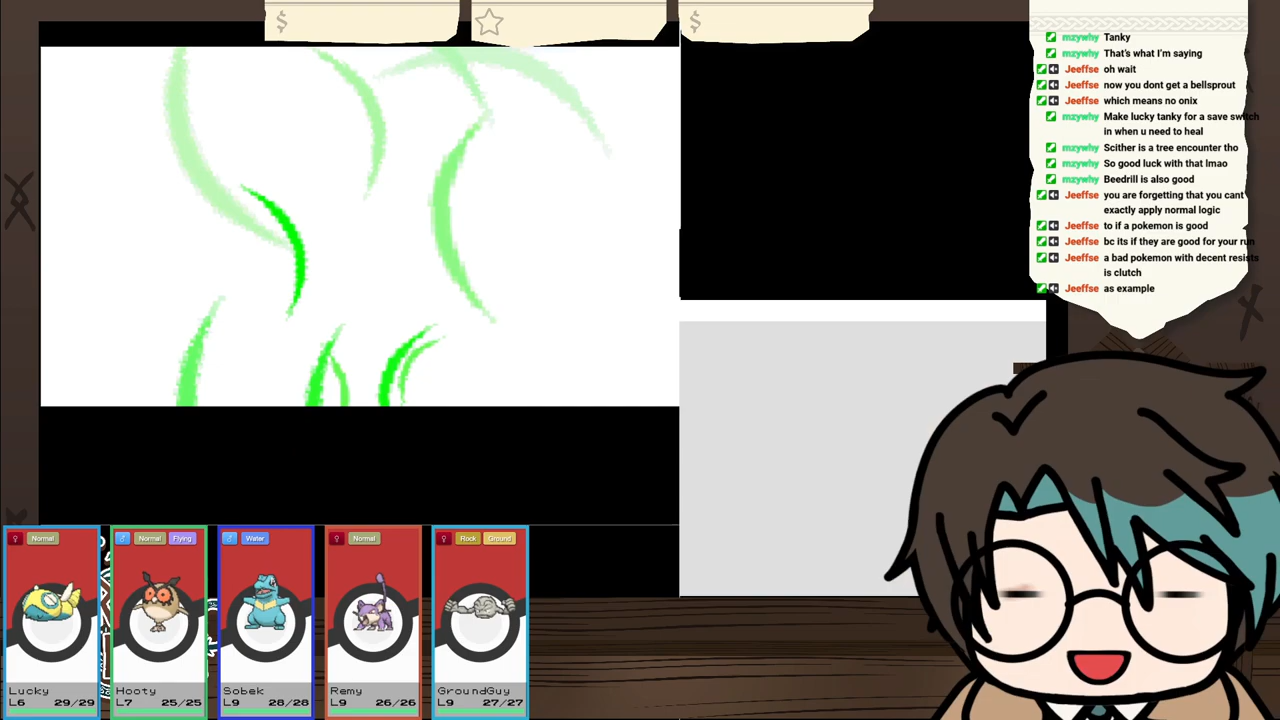 $
$
mzywhy Tanky
mzywhy That's what I'm saying
Jeeffse oh wait
Jeeffse now you dont get a bellsprout
Jeeffse which means no onix
mzywhy Make lucky tanky for a save switch
in when u need to heal
mzywhy Scither is a tree encounter tho
mzywhy So good luck with that lmao
mzywhy Beedrill is also good
Jeeffse you are forgetting that you cant
exactly apply normal logic
Jeeffse to if a pokemon is good
Jeeffse bc its if they are good for your run
Jeeffse a bad pokemon with decent resists
is clutch
Jeeffse as example
Normal
Normal Flying
Water
Normal
Rock Ground
Lucky
L6 29/29
Hooty
L7 25/25
Sobek
L9 28/28
Remy
L9 26/26
GroundGuy
L9 27/27